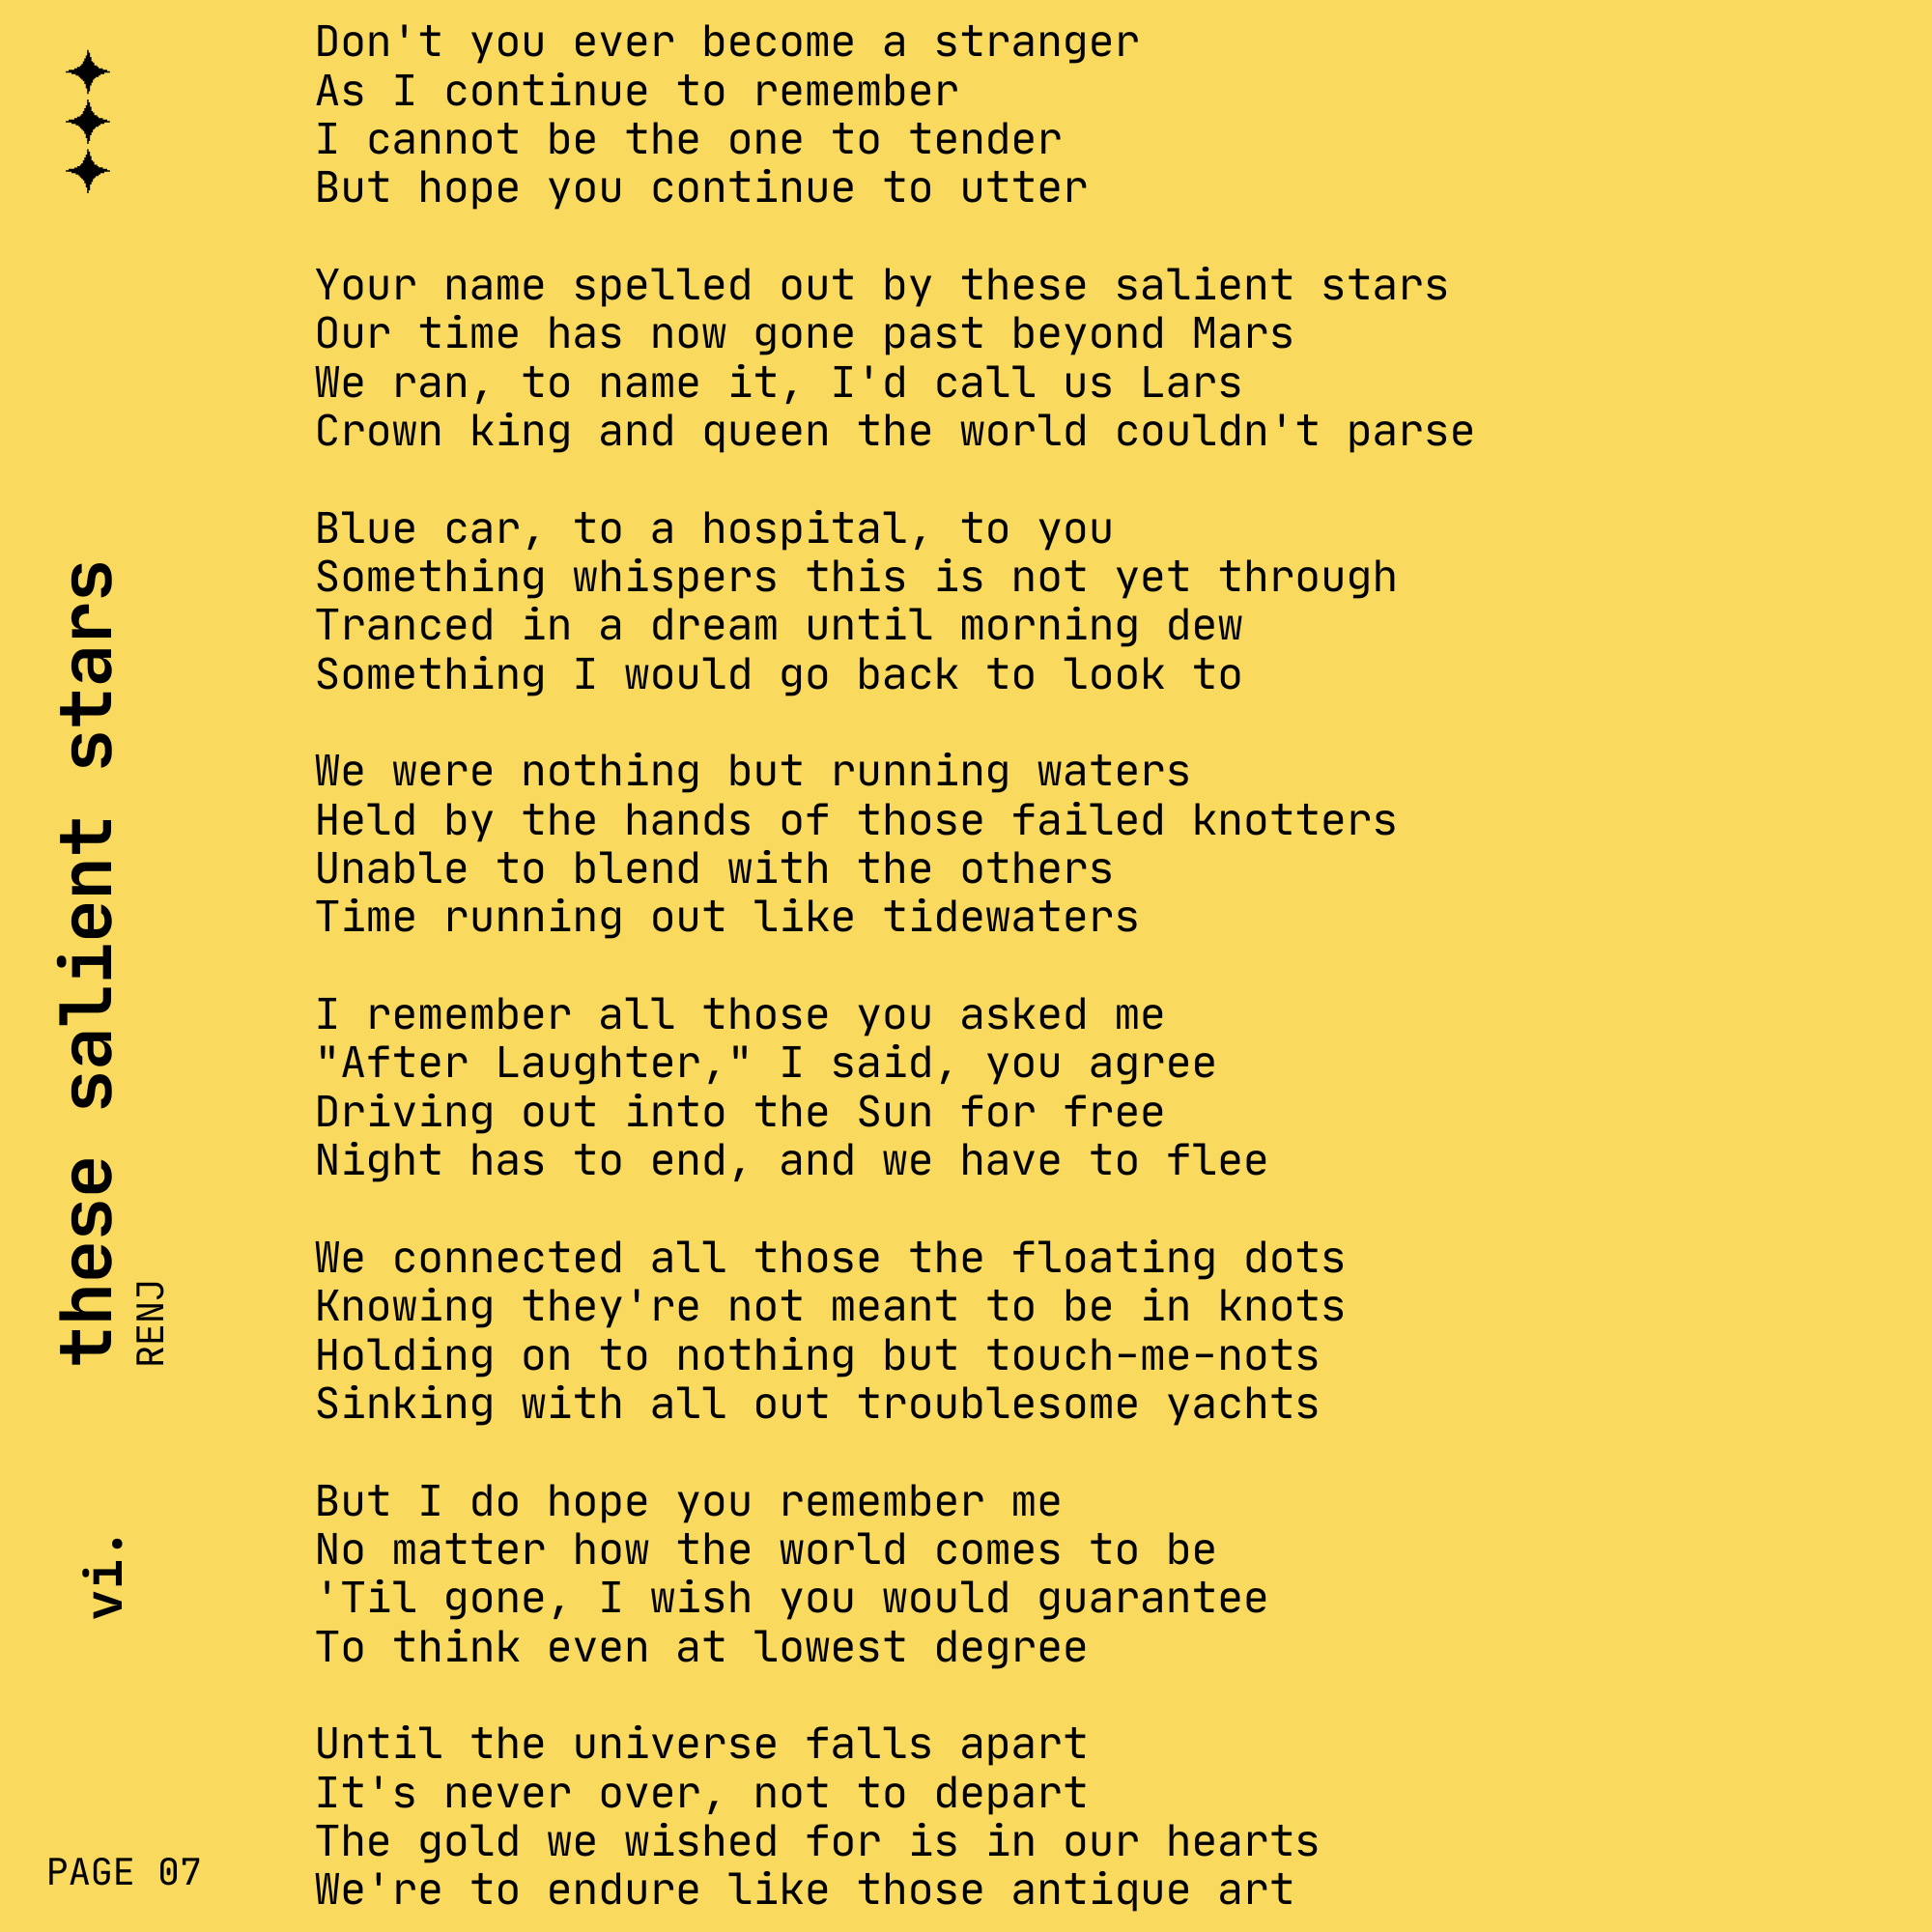 these salient stars
RENJ
vi.
PAGE 07
Don't you ever become a stranger
As I continue to remember
I cannot be the one to tender
But hope you continue to utter
Your name spelled out by these salient stars
Our time has now gone past beyond Mars
We ran, to name it, I'd call us Lars
Crown king and queen the world couldn't parse
Blue car, to a hospital, to you
Something whispers this is not yet through
Tranced in a dream until morning dew
Something I would go back to look to
We were nothing but running waters
Held by the hands of those failed knotters
Unable to blend with the others
Time running out like tidewaters
I remember all those you asked me
"After Laughter," I said, you agree
Driving out into the Sun for free
Night has to end, and we have to flee
We connected all those the floating dots
Knowing they're not meant to be in knots
Holding on to nothing but touch-me-nots
Sinking with all out troublesome yachts
But I do hope you remember me
No matter how the world comes to be
'Til gone, I wish you would guarantee
To think even at lowest degree
Until the universe falls apart
It's never over, not to depart
The gold we wished for is in our hearts
We're to endure like those antique art